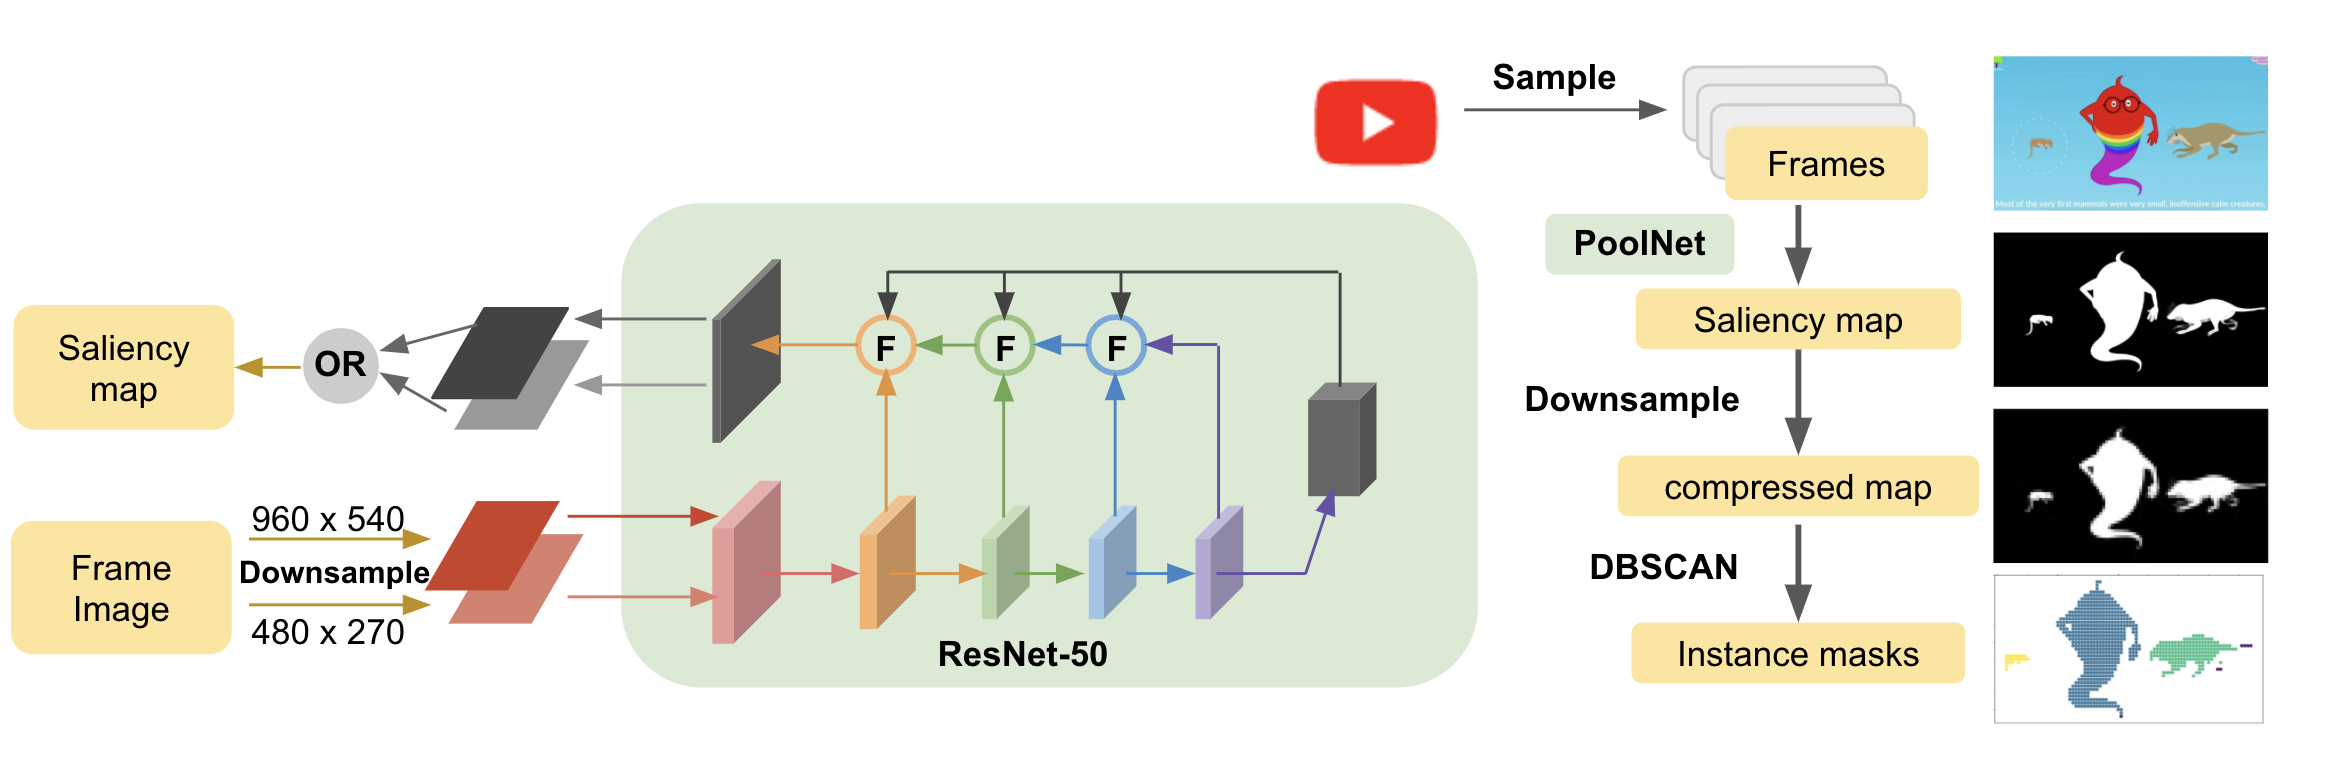 Sample
Frames
PoolNet
Saliency map
Downsample
compressed map
DBSCAN
Instance masks
Most of the very first mammals were very small, inoffensive calm creatures.
Saliency
map
OR
F
F
F
Frame
Image
960 x 540
Downsample
480 x 270
ResNet-50